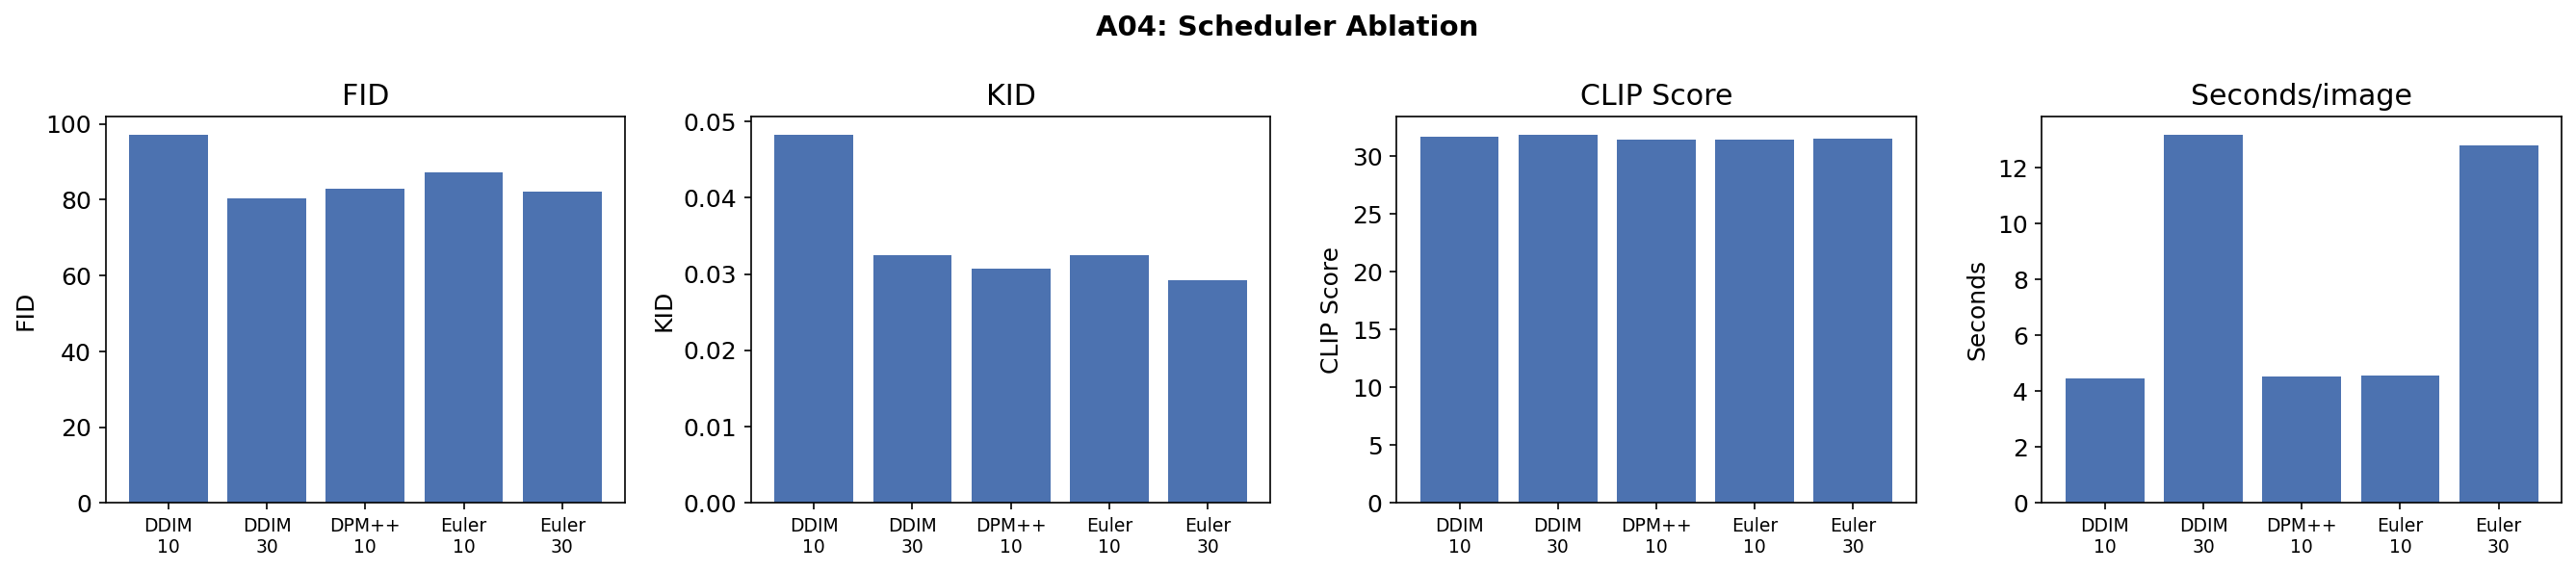 A04: Scheduler Ablation
FID
FID
100
80
60
40
20
0
DDIM
10
DDIM
30
DPM++
10
Euler
10
Euler
30
KID
KID
0.05
0.04
0.03
0.02
0.01
0.00
DDIM
10
DDIM
30
DPM++
10
Euler
10
Euler
30
CLIP Score
CLIP Score
30
25
20
15
10
5
0
DDIM
10
DDIM
30
DPM++
10
Euler
10
Euler
30
Seconds/image
Seconds
12
10
8
6
4
2
0
DDIM
10
DDIM
30
DPM++
10
Euler
10
Euler
30